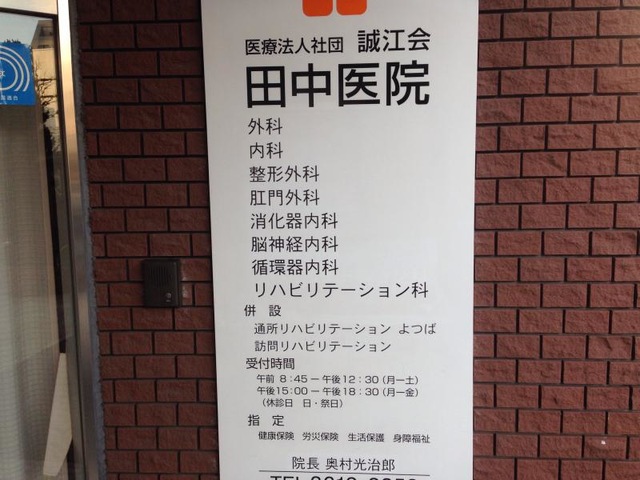 医療法人社団 誠江会
田中医院
外科
内科
整形外科
肛門外科
消化器内科
脳神経内科
循環器内科
リハビリテーション科
併 設
通所リハビリテーション よつば
訪問リハビリテーション
受付時間
午前 8:45ー午後12:30(月ー土)
午後15:00ー午後18:30(月ー金)
(休診日 日・祭日)
指 定
健康保険 労災保険 生活保護 身障福祉
院長 奥村光治郎